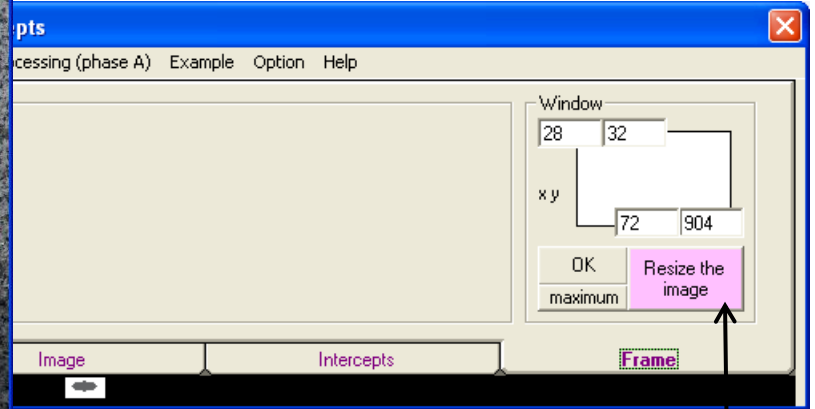 pts
cessing (phase A) Example Option Help
Window
28 32
x y
72 904
OK
maximum
Resize the
image
Image Intercepts Frame